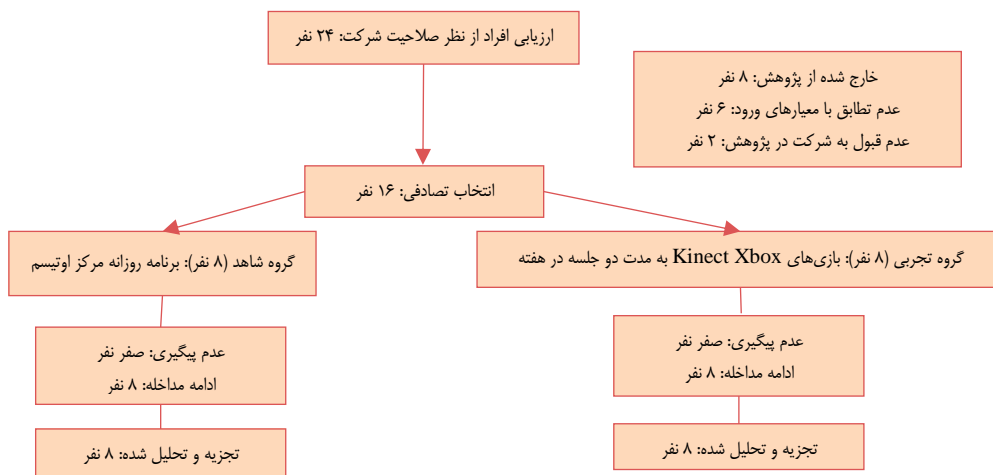 ارزیابی افراد از نظر صلاحیت شرکت: ۲۴ نفر
خارج شده از پژوهش: ۸ نفر
عدم تطابق با معیارهای ورود: ۶ نفر
عدم قبول به شرکت در پژوهش: ۲ نفر
انتخاب تصادفی: ۱۶ نفر
گروه تجربی (۸ نفر): بازی‌های Kinect Xbox به مدت دو جلسه در هفته
گروه شاهد (۸ نفر): برنامه روزانه مرکز اوتیسم
عدم پیگیری: صفر نفر
ادامه مداخله: ۸ نفر
عدم پیگیری: صفر نفر
ادامه مداخله: ۸ نفر
تجزیه و تحلیل شده: ۸ نفر
تجزیه و تحلیل شده: ۸ نفر